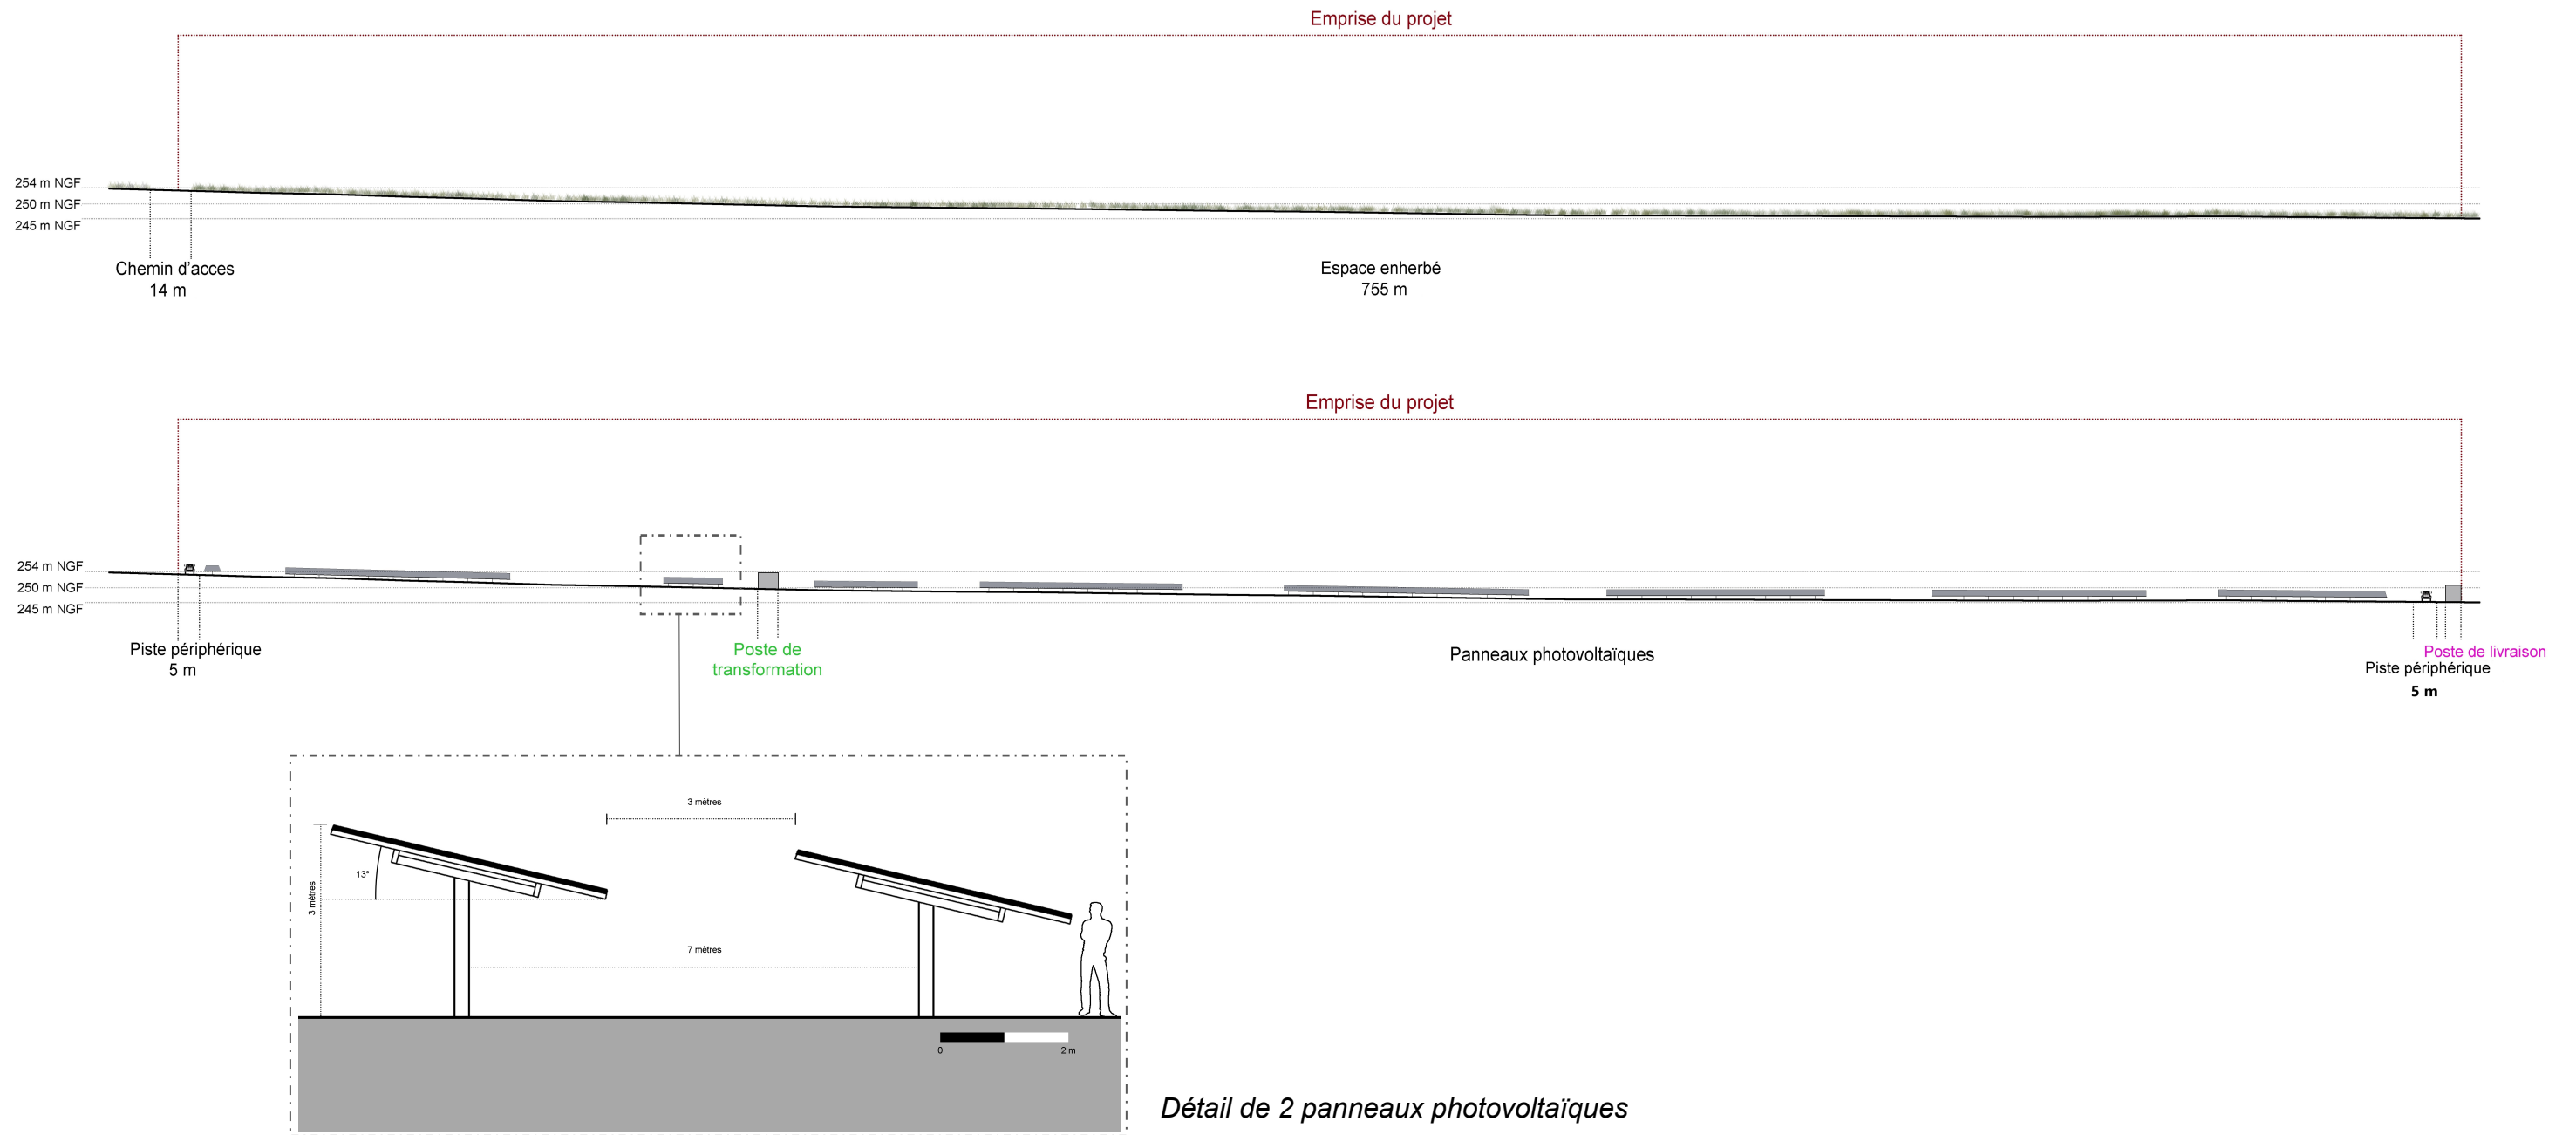 Emprise du projet
254 m NGF
250 m NGF
245 m NGF
Chemin d'acces
14 m
Espace enherbé
755 m
Emprise du projet
254 m NGF
250 m NGF
245 m NGF
Piste périphérique
5 m
Poste de
transformation
Panneaux photovoltaïques
Poste de livraison
Piste périphérique
5 m
3 mètres
13°
3 mètres
7 mètres
0
2 m
Détail de 2 panneaux photovoltaïques